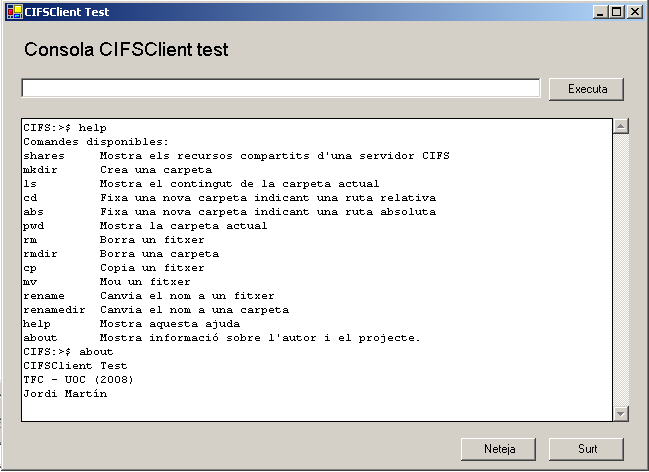 CIFSClient Test
Consola CIFSClient test
Executa
CIFS:>$ help
Comandes disponibles:
shares Mostra els recursos compartits d'una servidor CIFS
mkdir Crea una carpeta
ls Mostra el contingut de la carpeta actual
cd Fixa una nova carpeta indicant una ruta relativa
abs Fixa una nova carpeta indicant una ruta absoluta
pwd Mostra la carpeta actual
rm Borra un fitxer
rmdir Borra una carpeta
cp Copia un fitxer
mv Mou un fitxer
rename Canvia el nom a un fitxer
renamedir Canvia el nom a una carpeta
help Mostra aquesta ajuda
about Mostra informació sobre l'autor i el projecte.
CIFS:>$ about
CIFSClient Test
TFC - UOC (2008)
Jordi Martín
Neteja Surt